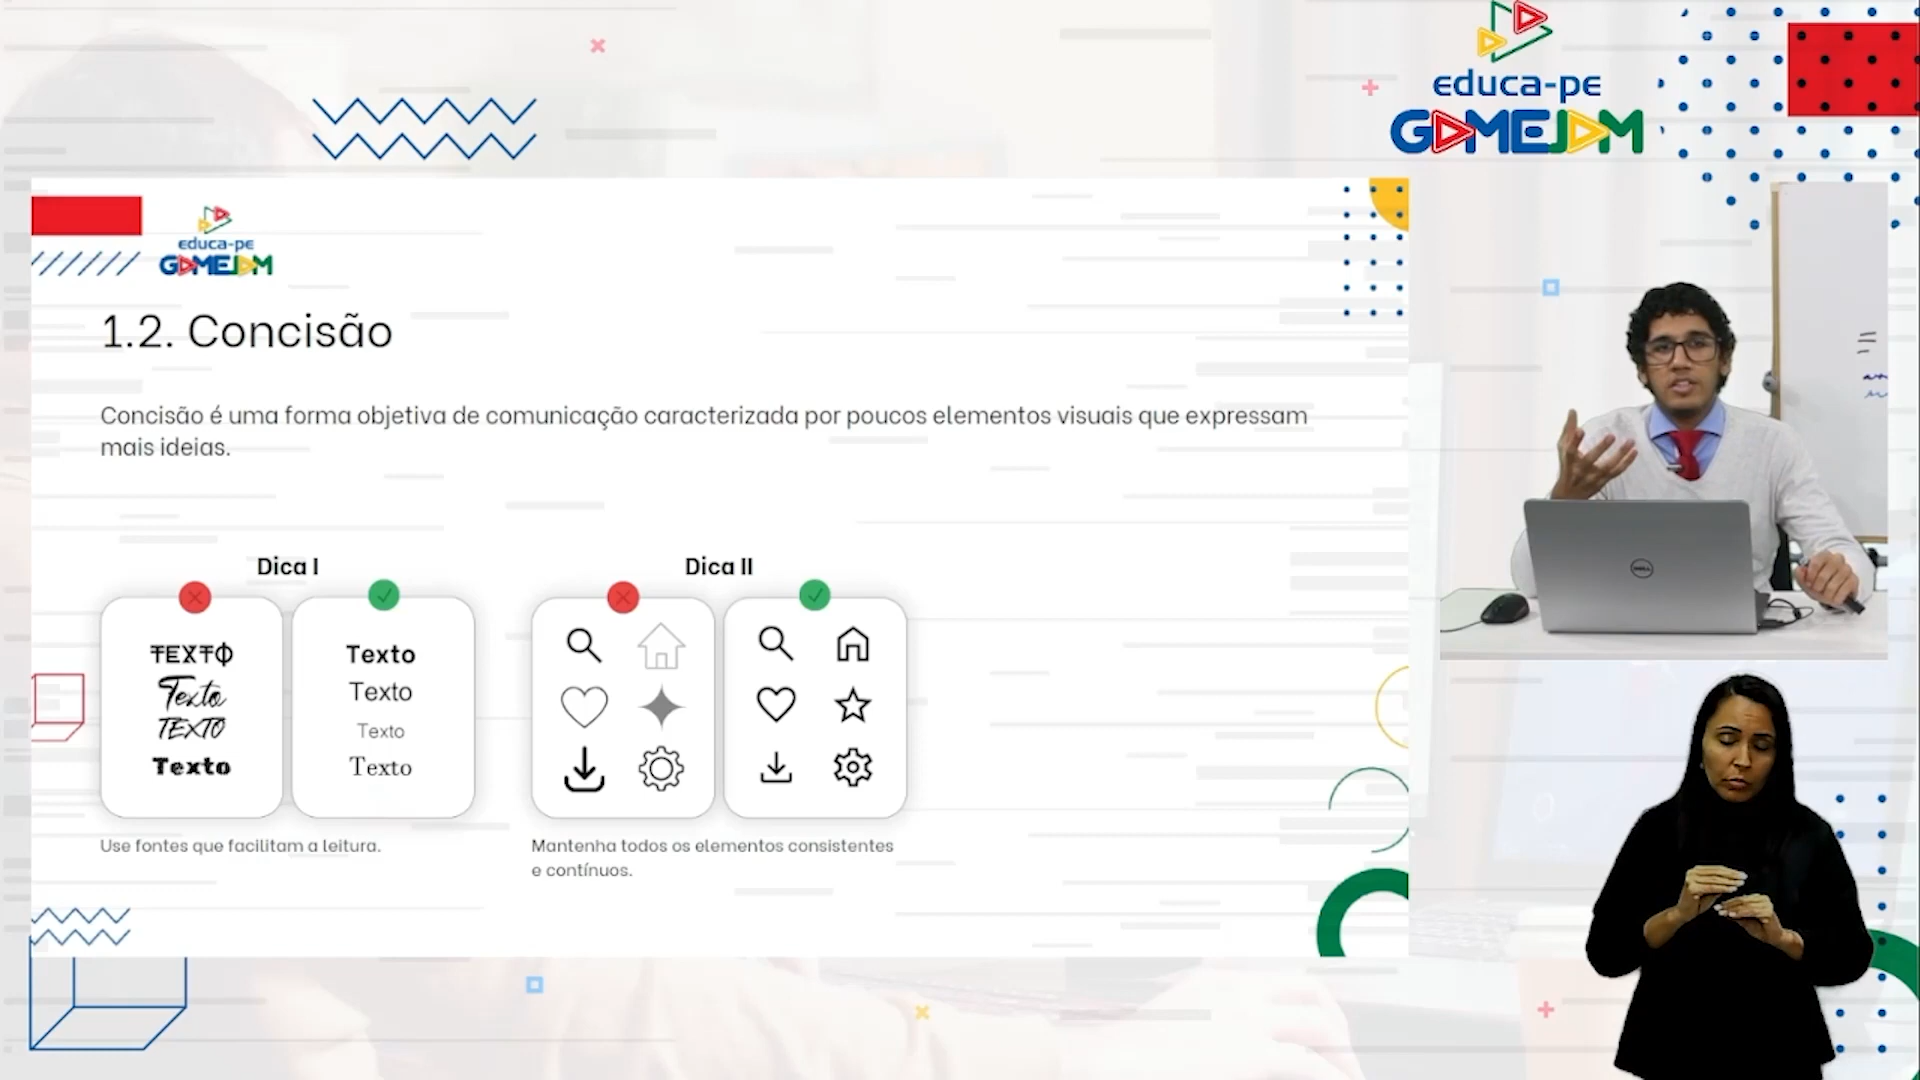 educa-pe
GAMEJAM
educa-pe
GAMEJAM
1.2. Concisão
Concisão é uma forma objetiva de comunicação caracterizada por poucos elementos visuais que expressam
mais ideias.
Dica I
Dica II
TEXTO
Texto
TEXTO
Texto
Texto
Texto
Texto
Texto
Use fontes que facilitam a leitura.
Mantenha todos os elementos consistentes
e contínuos.
DELL